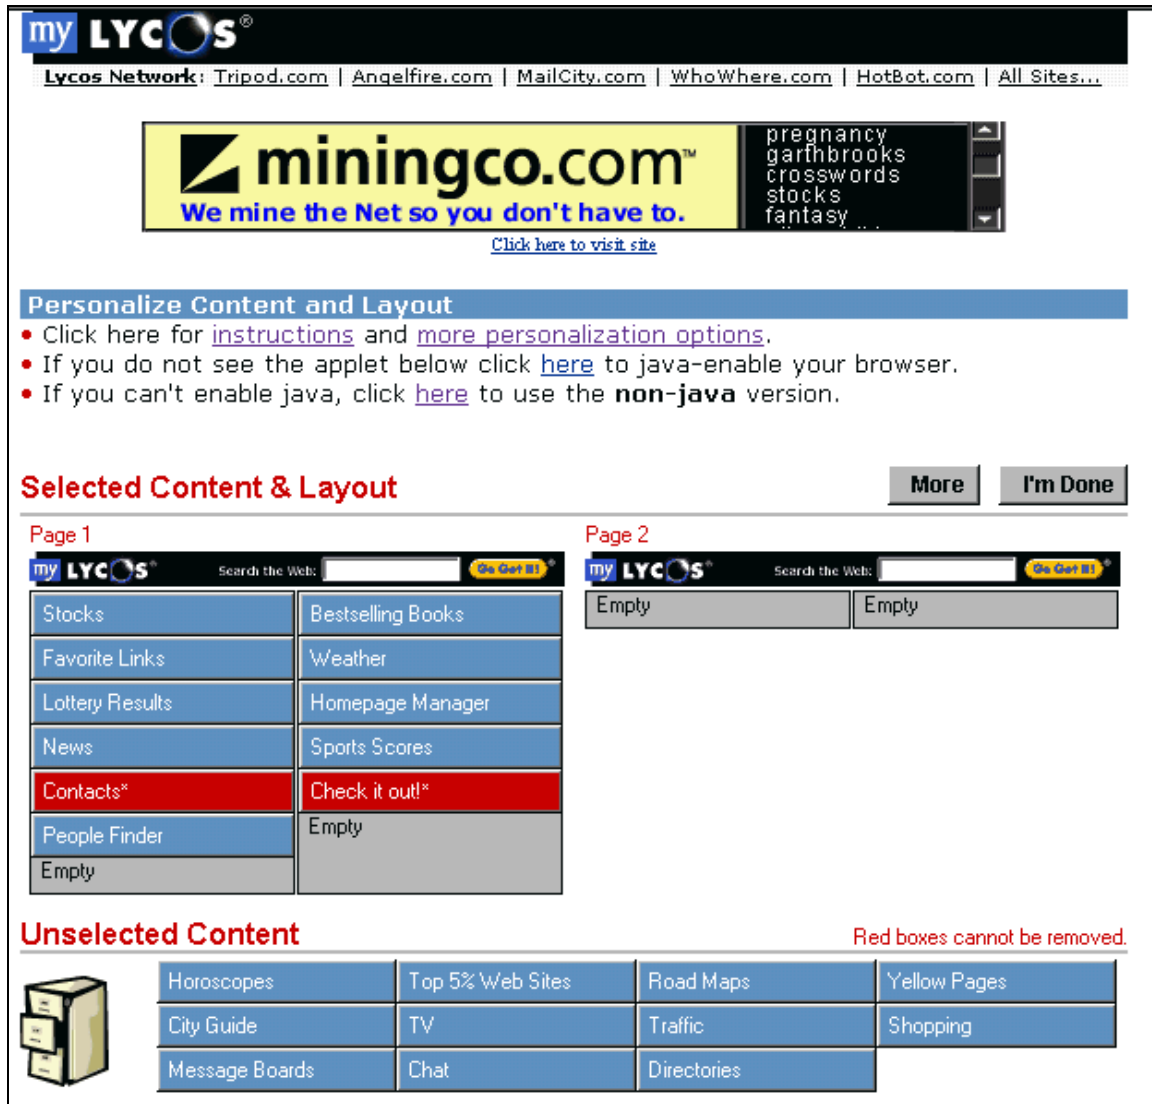 my LYCOS®
Lycos Network: Tripod.com | Angelfire.com | MailCity.com | WhoWhere.com | HotBot.com | All Sites...
miningco.com™
We mine the Net so you don't have to.
pregnancy
garthbrooks
crosswords
stocks
fantasy
Click here to visit site
Personalize Content and Layout
• Click here for instructions and more personalization options.
• If you do not see the applet below click here to java-enable your browser.
• If you can't enable java, click here to use the non-java version.
Selected Content & Layout
More
I'm Done
Page 1
my LYCOS® Search the Web: Go Get It!®
Stocks
Bestselling Books
Favorite Links
Weather
Lottery Results
Homepage Manager
News
Sports Scores
Contacts*
Check it out!*
People Finder
Empty
Empty
Page 2
my LYCOS® Search the Web: Go Get It!®
Empty
Empty
Unselected Content
Red boxes cannot be removed.
Horoscopes
Top 5% Web Sites
Road Maps
Yellow Pages
City Guide
TV
Traffic
Shopping
Message Boards
Chat
Directories